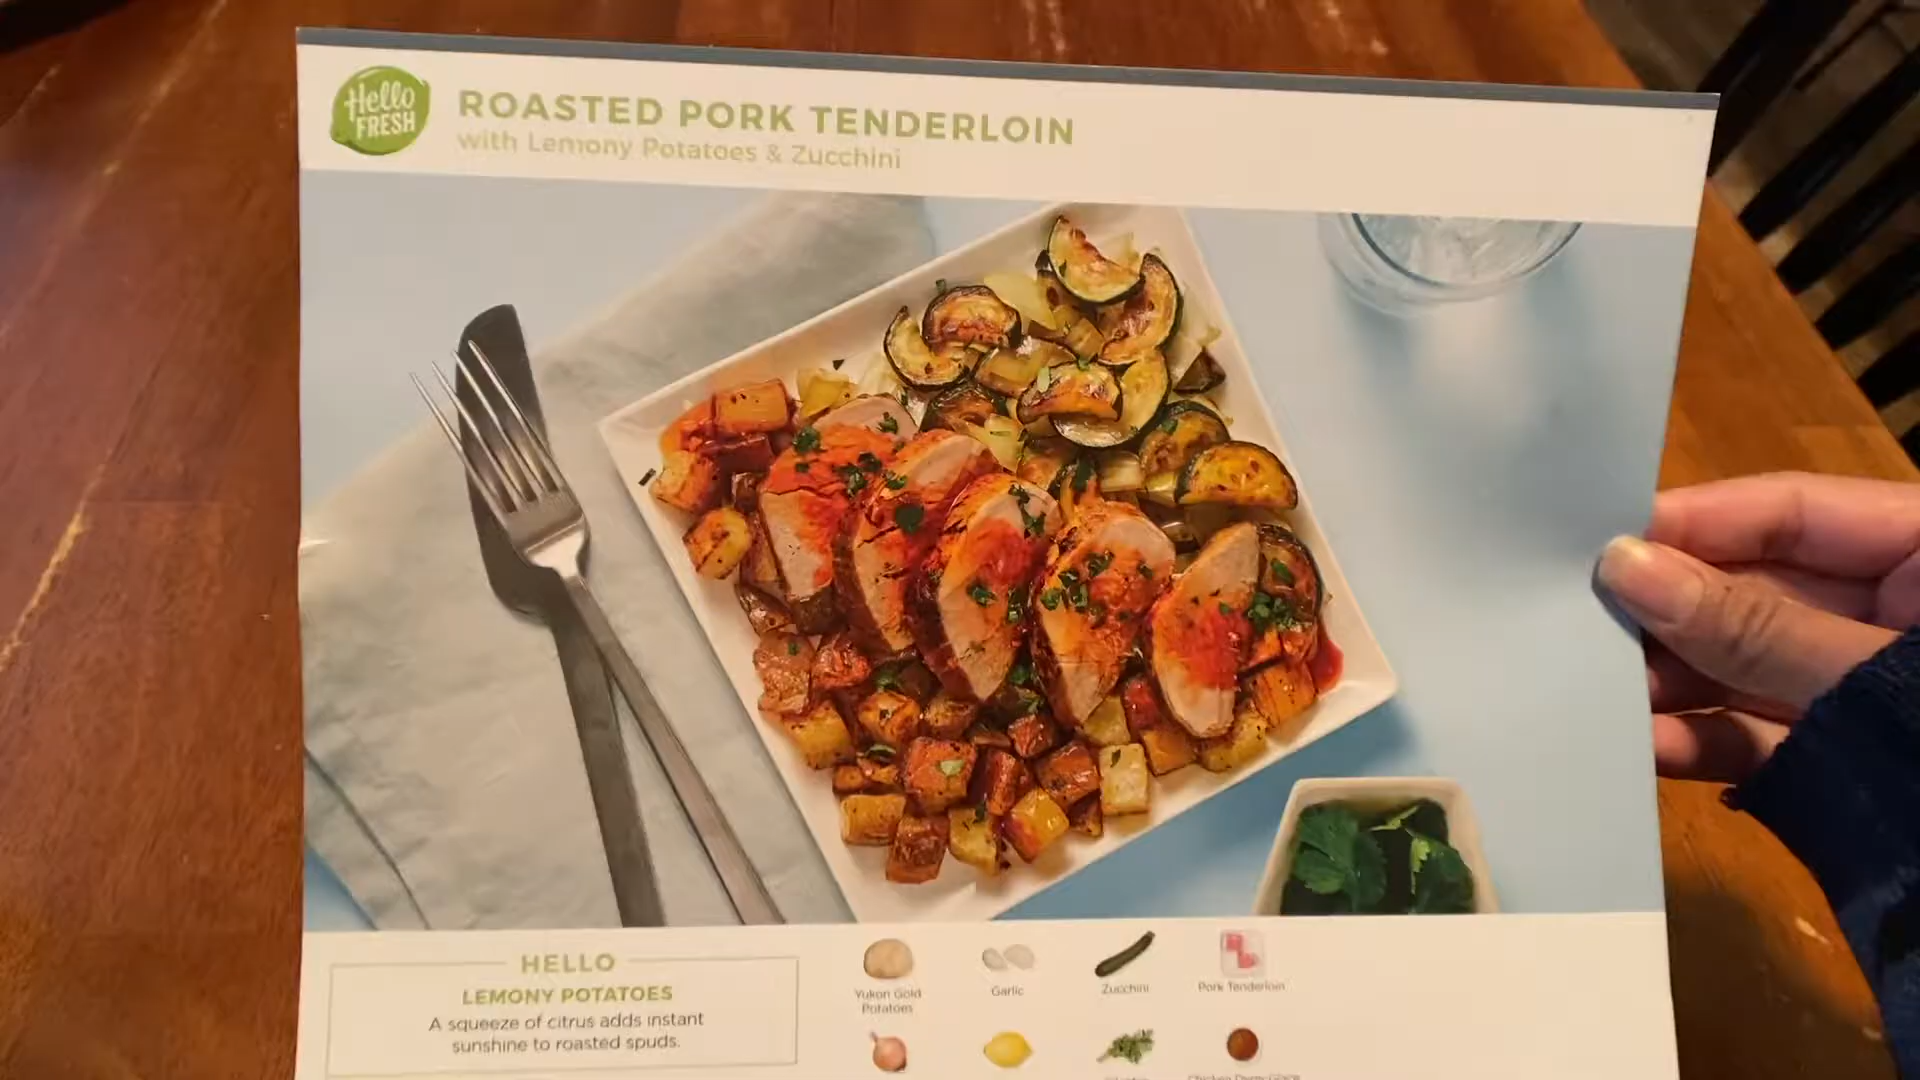 Hello
FRESH
ROASTED PORK TENDERLOIN
with Lemony Potatoes & Zucchini
HELLO
LEMONY POTATOES
A squeeze of citrus adds instant
sunshine to roasted spuds.
Yukon Gold
Potatoes
Garlic
Zucchini
Pork Tenderloin